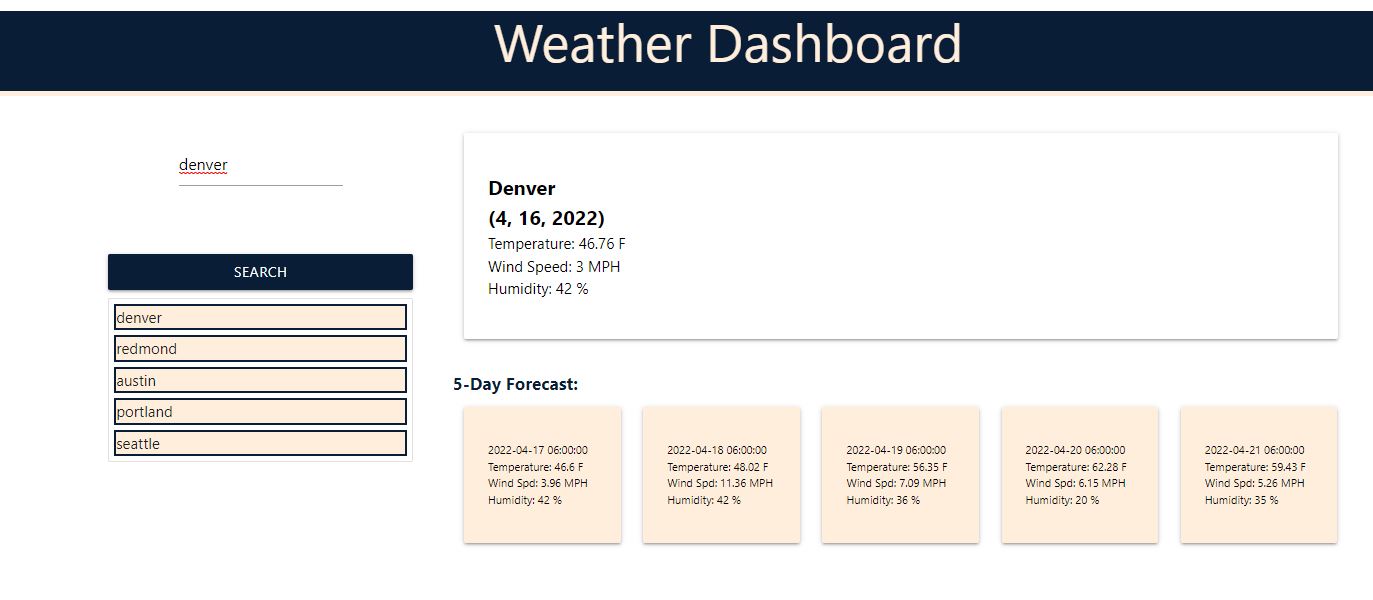 Weather Dashboard
denver
SEARCH
denver
redmond
austin
portland
seattle
Denver
(4, 16, 2022)
Temperature: 46.76 F
Wind Speed: 3 MPH
Humidity: 42 %
5-Day Forecast:
2022-04-17 06:00:00
Temperature: 46.6 F
Wind Spd: 3.96 MPH
Humidity: 42 %
2022-04-18 06:00:00
Temperature: 48.02 F
Wind Spd: 11.36 MPH
Humidity: 42 %
2022-04-19 06:00:00
Temperature: 56.35 F
Wind Spd: 7.09 MPH
Humidity: 36 %
2022-04-20 06:00:00
Temperature: 62.28 F
Wind Spd: 6.15 MPH
Humidity: 20 %
2022-04-21 06:00:00
Temperature: 59.43 F
Wind Spd: 5.26 MPH
Humidity: 35 %